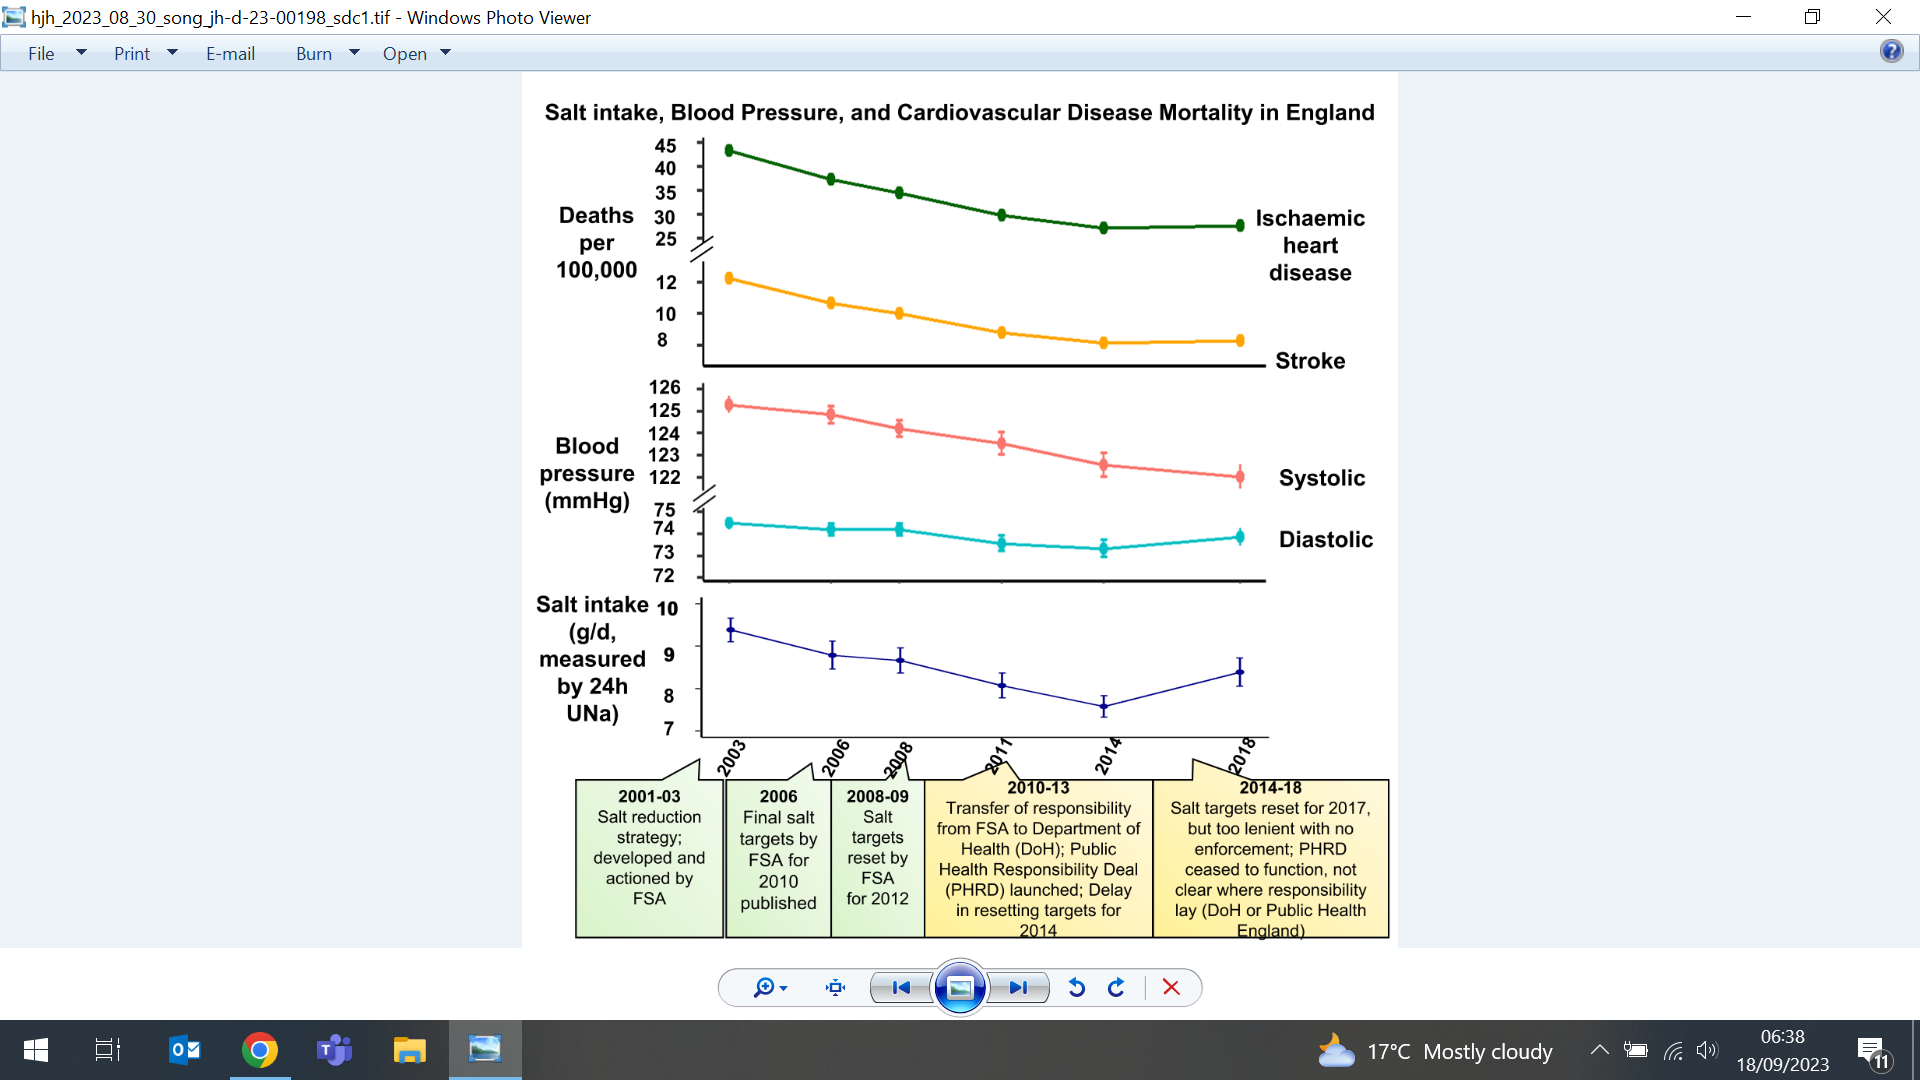 hjh_2023_08_30_song_jh-d-23-00198_sdc1.tif - Windows Photo Viewer
File Print E-mail Burn Open
Salt intake, Blood Pressure, and Cardiovascular Disease Mortality in England
Deaths
per
100,000
45
40
35
30
25
12
10
8
Ischaemic
heart
disease
Stroke
Blood
pressure
(mmHg)
126
125
124
123
122
75
74
73
72
Systolic
Diastolic
Salt intake
(g/d,
measured
by 24h
UNa)
10
9
8
7
2003 2006 2008 2011 2014 2018
2001-03
Salt reduction
strategy;
developed and
actioned by
FSA
2006
Final salt
targets by
FSA for
2010
published
2008-09
Salt
targets
reset by
FSA
for 2012
2010-13
Transfer of responsibility
from FSA to Department of
Health (DoH); Public
Health Responsibility Deal
(PHRD) launched; Delay
in resetting targets for
2014
2014-18
Salt targets reset for 2017,
but too lenient with no
enforcement; PHRD
ceased to function, not
clear where responsibility
lay (DoH or Public Health
England)
17°C Mostly cloudy
06:38
18/09/2023
11